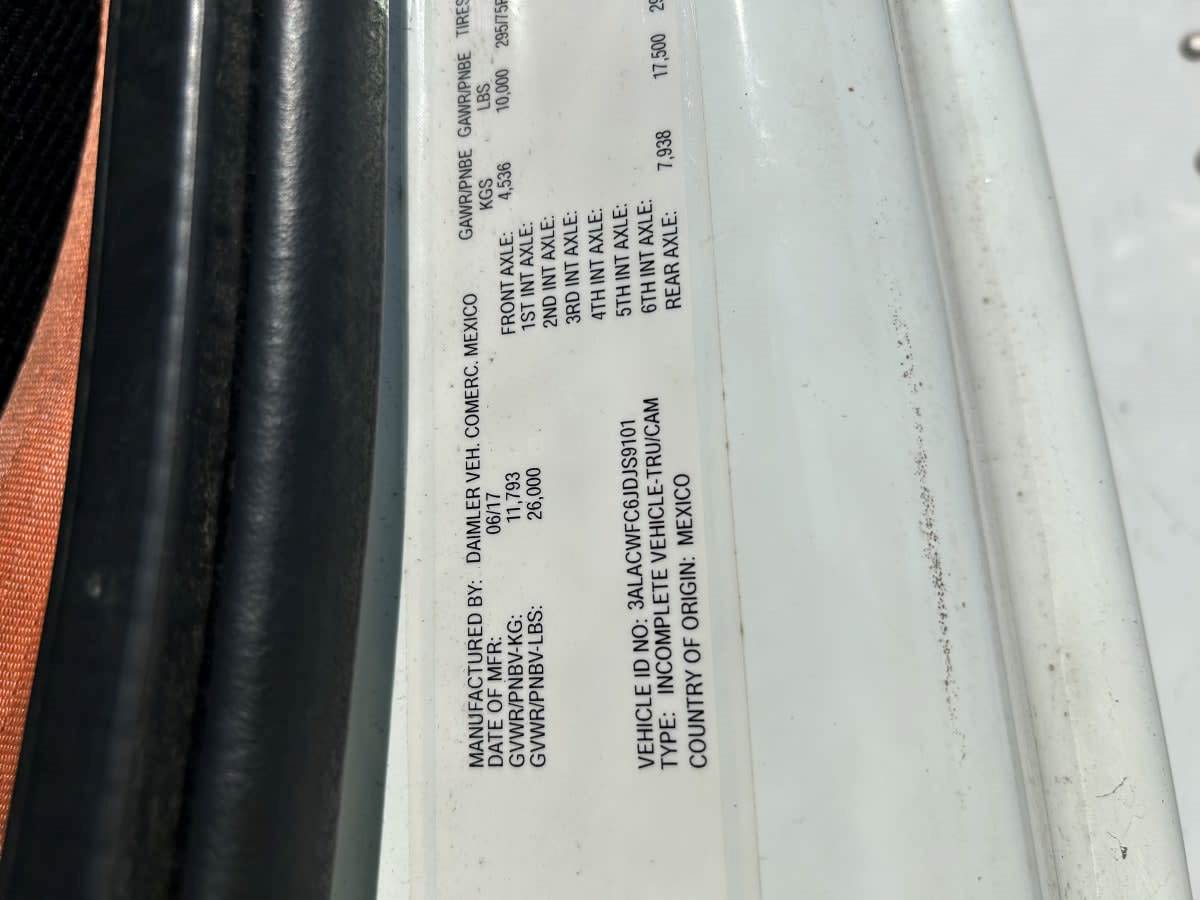 MANUFACTURED BY: DAIMLER VEH. COMERC. MEXICO
DATE OF MFR: 06/17
GVWR/PNBV-KG: 11,793
GVWR/PNBV-LBS: 26,000
GAWR/PNBE GAWR/PNBE TIRES
KGS LBS
FRONT AXLE: 4,536 10,000 295/75
1ST INT AXLE:
2ND INT AXLE:
3RD INT AXLE:
4TH INT AXLE:
5TH INT AXLE:
6TH INT AXLE:
REAR AXLE: 7,938 17,500
VEHICLE ID NO: 3ALACWFC6JDJS9101
TYPE: INCOMPLETE VEHICLE-TRU/CAM
COUNTRY OF ORIGIN: MEXICO